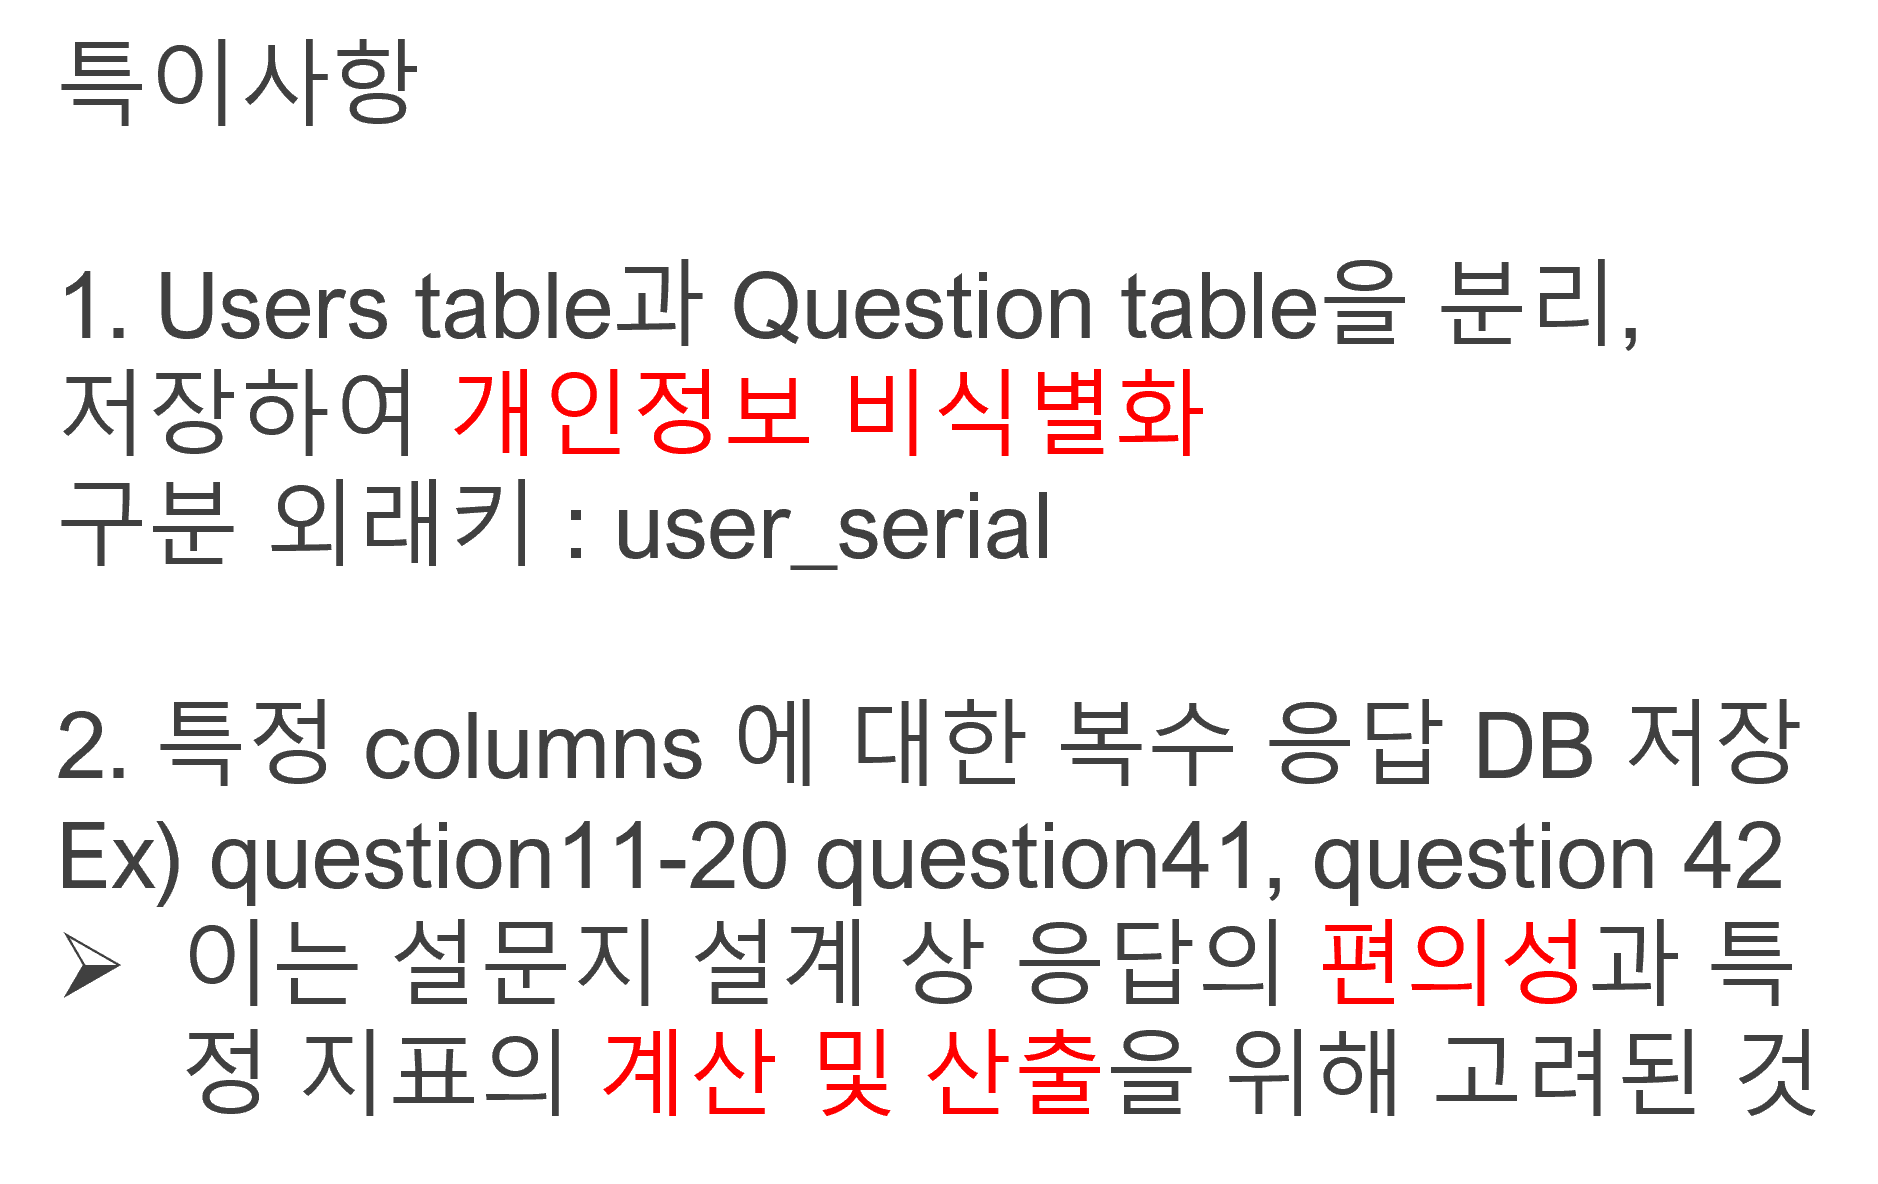 특이사항
1. Users table과 Question table을 분리,
저장하여 개인정보 비식별화
구분 외래키 : user_serial
2. 특정 columns 에 대한 복수 응답 DB 저장
Ex) question11-20 question41, question 42
➢ 이는 설문지 설계 상 응답의 편의성과 특
정 지표의 계산 및 산출을 위해 고려된 것